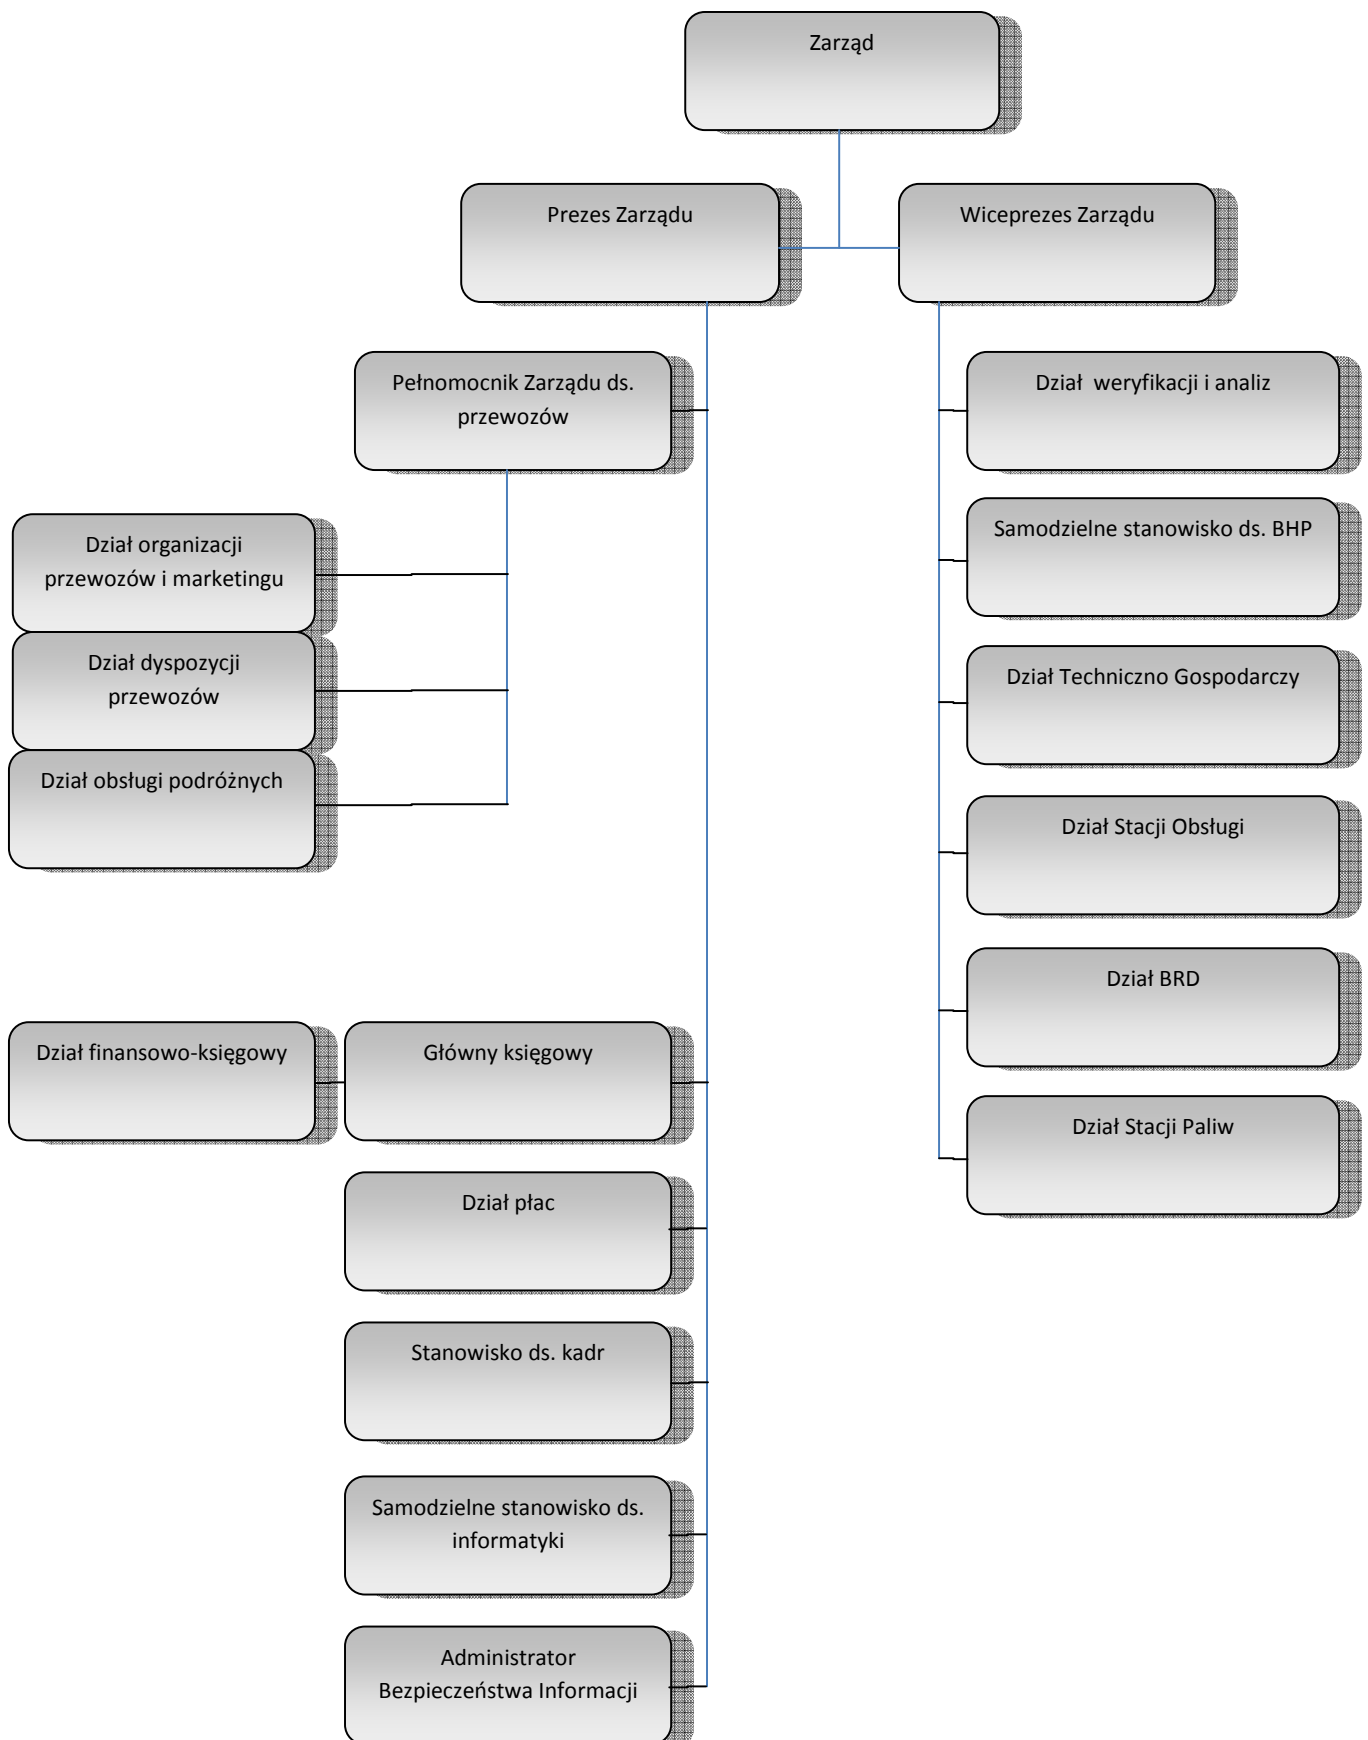 Zarząd
Prezes Zarządu
Wiceprezes Zarządu
Pełnomocnik Zarządu ds.
przewozów
Dział  weryfikacji i analiz
Dział organizacji
przewozów i marketingu
Samodzielne stanowisko ds. BHP
Dział dyspozycji
przewozów
Dział Techniczno Gospodarczy
Dział obsługi podróżnych
Dział Stacji Obsługi
Dział BRD
Dział finansowo-księgowy
Główny księgowy
Dział Stacji Paliw
Dział płac
Stanowisko ds. kadr
Samodzielne stanowisko ds.
informatyki
Administrator
Bezpieczeństwa Informacji